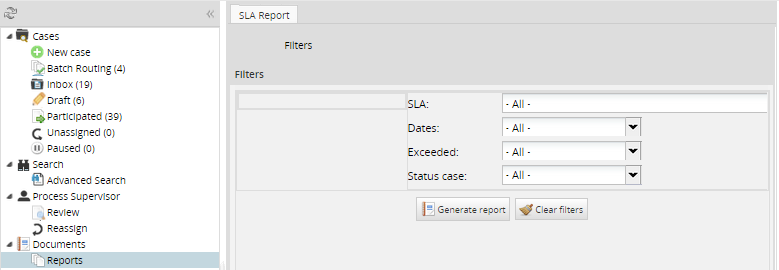 Cases
New case
Batch Routing (4)
Inbox (19)
Draft (6)
Participated (39)
Unassigned (0)
Paused (0)
Search
Advanced Search
Process Supervisor
Review
Reassign
Documents
Reports
SLA Report
Filters
Filters
SLA: - All -
Dates: - All -
Exceeded: - All -
Status case: - All -
Generate report Clear filters